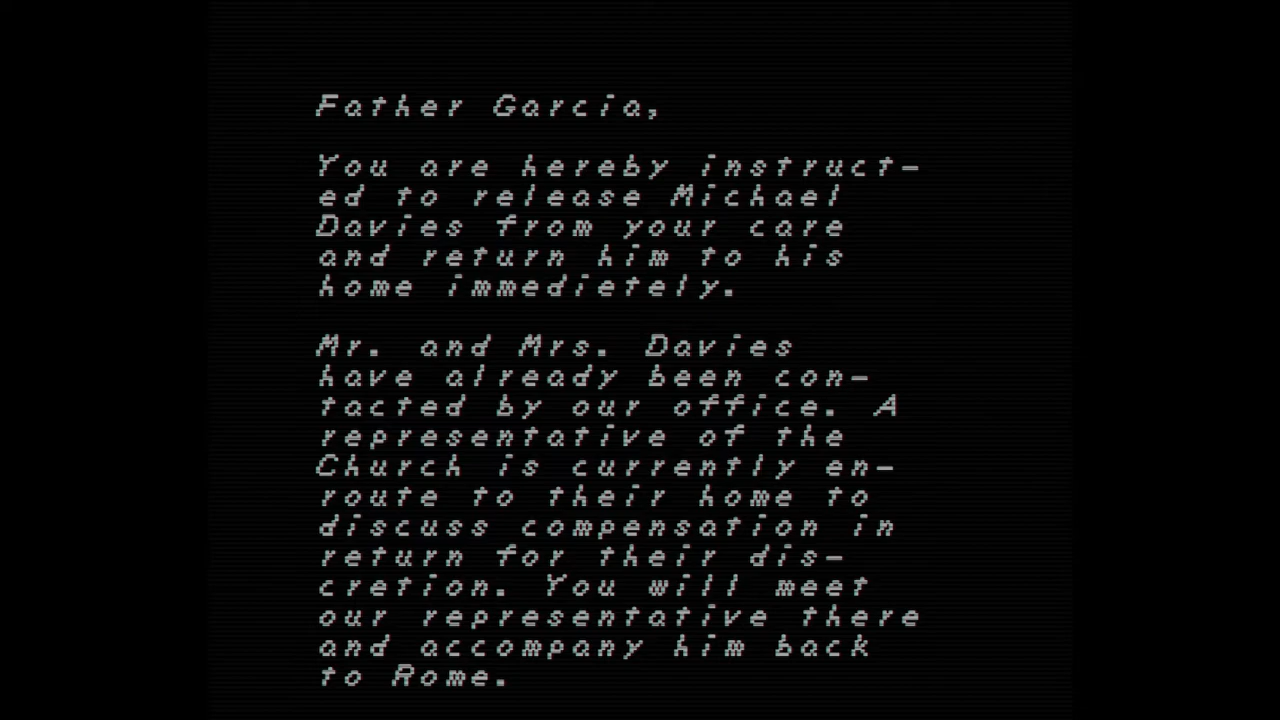 Father Garcia,
You are hereby instruct-
ed to release Michael
Davies from your care
and return him to his
home immedietely.
Mr. and Mrs. Davies
have already been con-
tacted by our office. A
representative of the
Church is currently en-
route to their home to
discuss compensation in
return for their dis-
cretion. You will meet
our representative there
and accompany him back
to Rome.